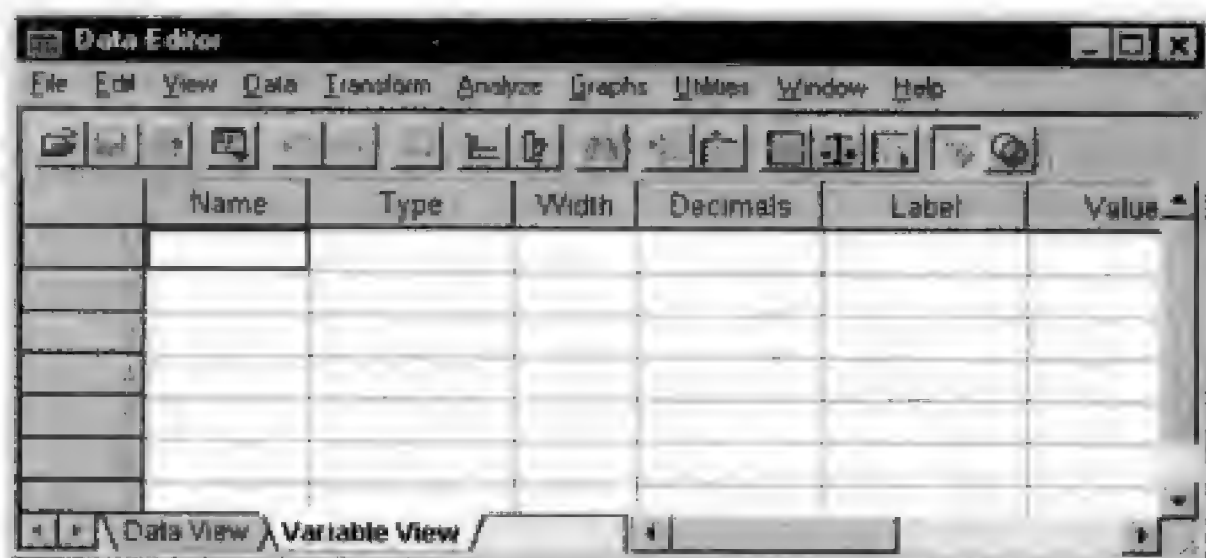 Data Editor
File Edit View Data Transform Analyze Graphs Utilities Window Help
Name Type Width Decimals Label Value
Data View Variable View